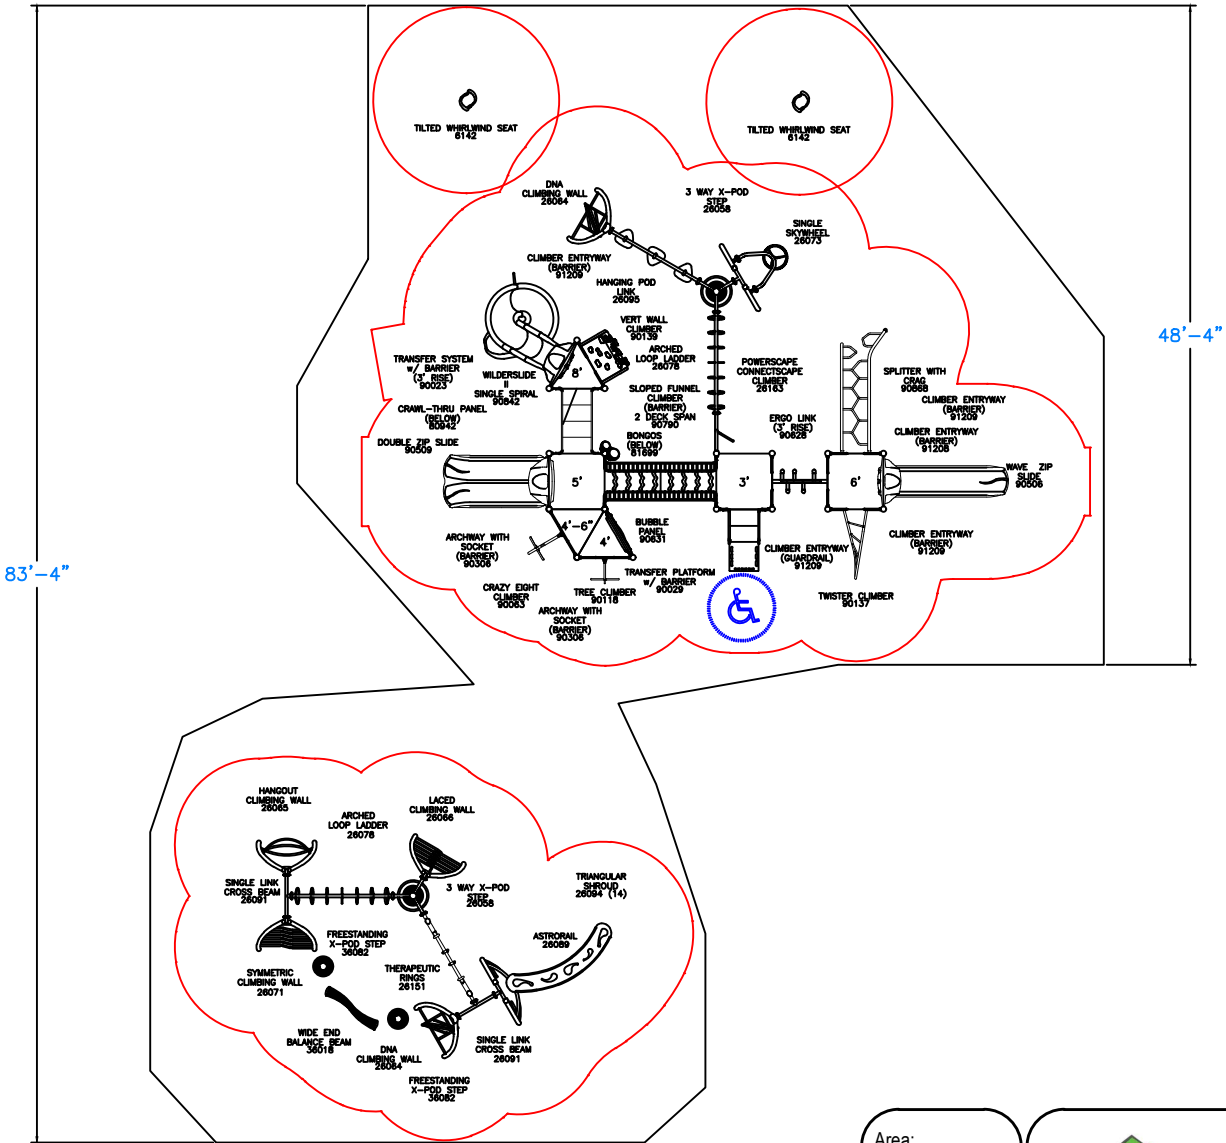 TILTED WHIRLWIND SEAT
6142
TILTED WHIRLWIND SEAT
6142
DNA
CLIMBING WALL
26064
3 WAY X-POD
STEP
26058
SINGLE
SKYWHEEL
26073
CLIMBER ENTRYWAY
(BARRIER)
91209
HANGING POD
LINK
26095
48'-4"
VERT WALL
CLIMBER
90139
ARCHED
LOOP LADDER
26078
TRANSFER SYSTEM
w/ BARRIER
(3' RISE)
90023
WILDERSLIDE
II
SINGLE SPIRAL
90842
8'
POWERSCAPE
CONNECTSCAPE
CLIMBER
26163
SPLITTER WITH
CRAG
90868
CLIMBER ENTRYWAY
(BARRIER)
91209
SLOPED FUNNEL
CLIMBER
(BARRIER)
2 DECK SPAN
90790
CRAWL-THRU PANEL
(BELOW)
80942
ERGO LINK
(3' RISE)
90628
CLIMBER ENTRYWAY
(BARRIER)
91208
DOUBLE ZIP SLIDE
90509
BONGOS
(BELOW)
81699
WAVE ZIP
SLIDE
90506
5'
3'
6'
4'-6"
4'
BUBBLE
PANEL
90631
ARCHWAY WITH
SOCKET
(BARRIER)
90306
CLIMBER ENTRYWAY
(GUARDRAIL)
91209
CLIMBER ENTRYWAY
(BARRIER)
91209
83'-4"
TRANSFER PLATFORM
w/ BARRIER
90029
CRAZY EIGHT
CLIMBER
90063
TREE CLIMBER
90118
TWISTER CLIMBER
90137
ARCHWAY WITH
SOCKET
(BARRIER)
90306
HANGOUT
CLIMBING WALL
26065
LACED
CLIMBING WALL
26066
ARCHED
LOOP LADDER
26078
SINGLE LINK
CROSS BEAM
26091
3 WAY X-POD
STEP
26058
TRIANGULAR
SHROUD
26094 (14)
FREESTANDING
X-POD STEP
36082
ASTRORAIL
26089
SYMMETRIC
CLIMBING WALL
26071
THERAPEUTIC
RINGS
26151
WIDE END
BALANCE BEAM
36018
DNA
CLIMBING WALL
26064
SINGLE LINK
CROSS BEAM
26091
FREESTANDING
X-POD STEP
36082
Area: